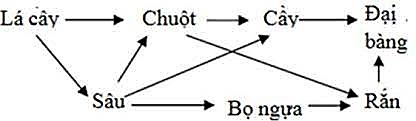 Lá cây Chuột Cầy Đại
bàng
Sâu Bọ ngựa Rắn